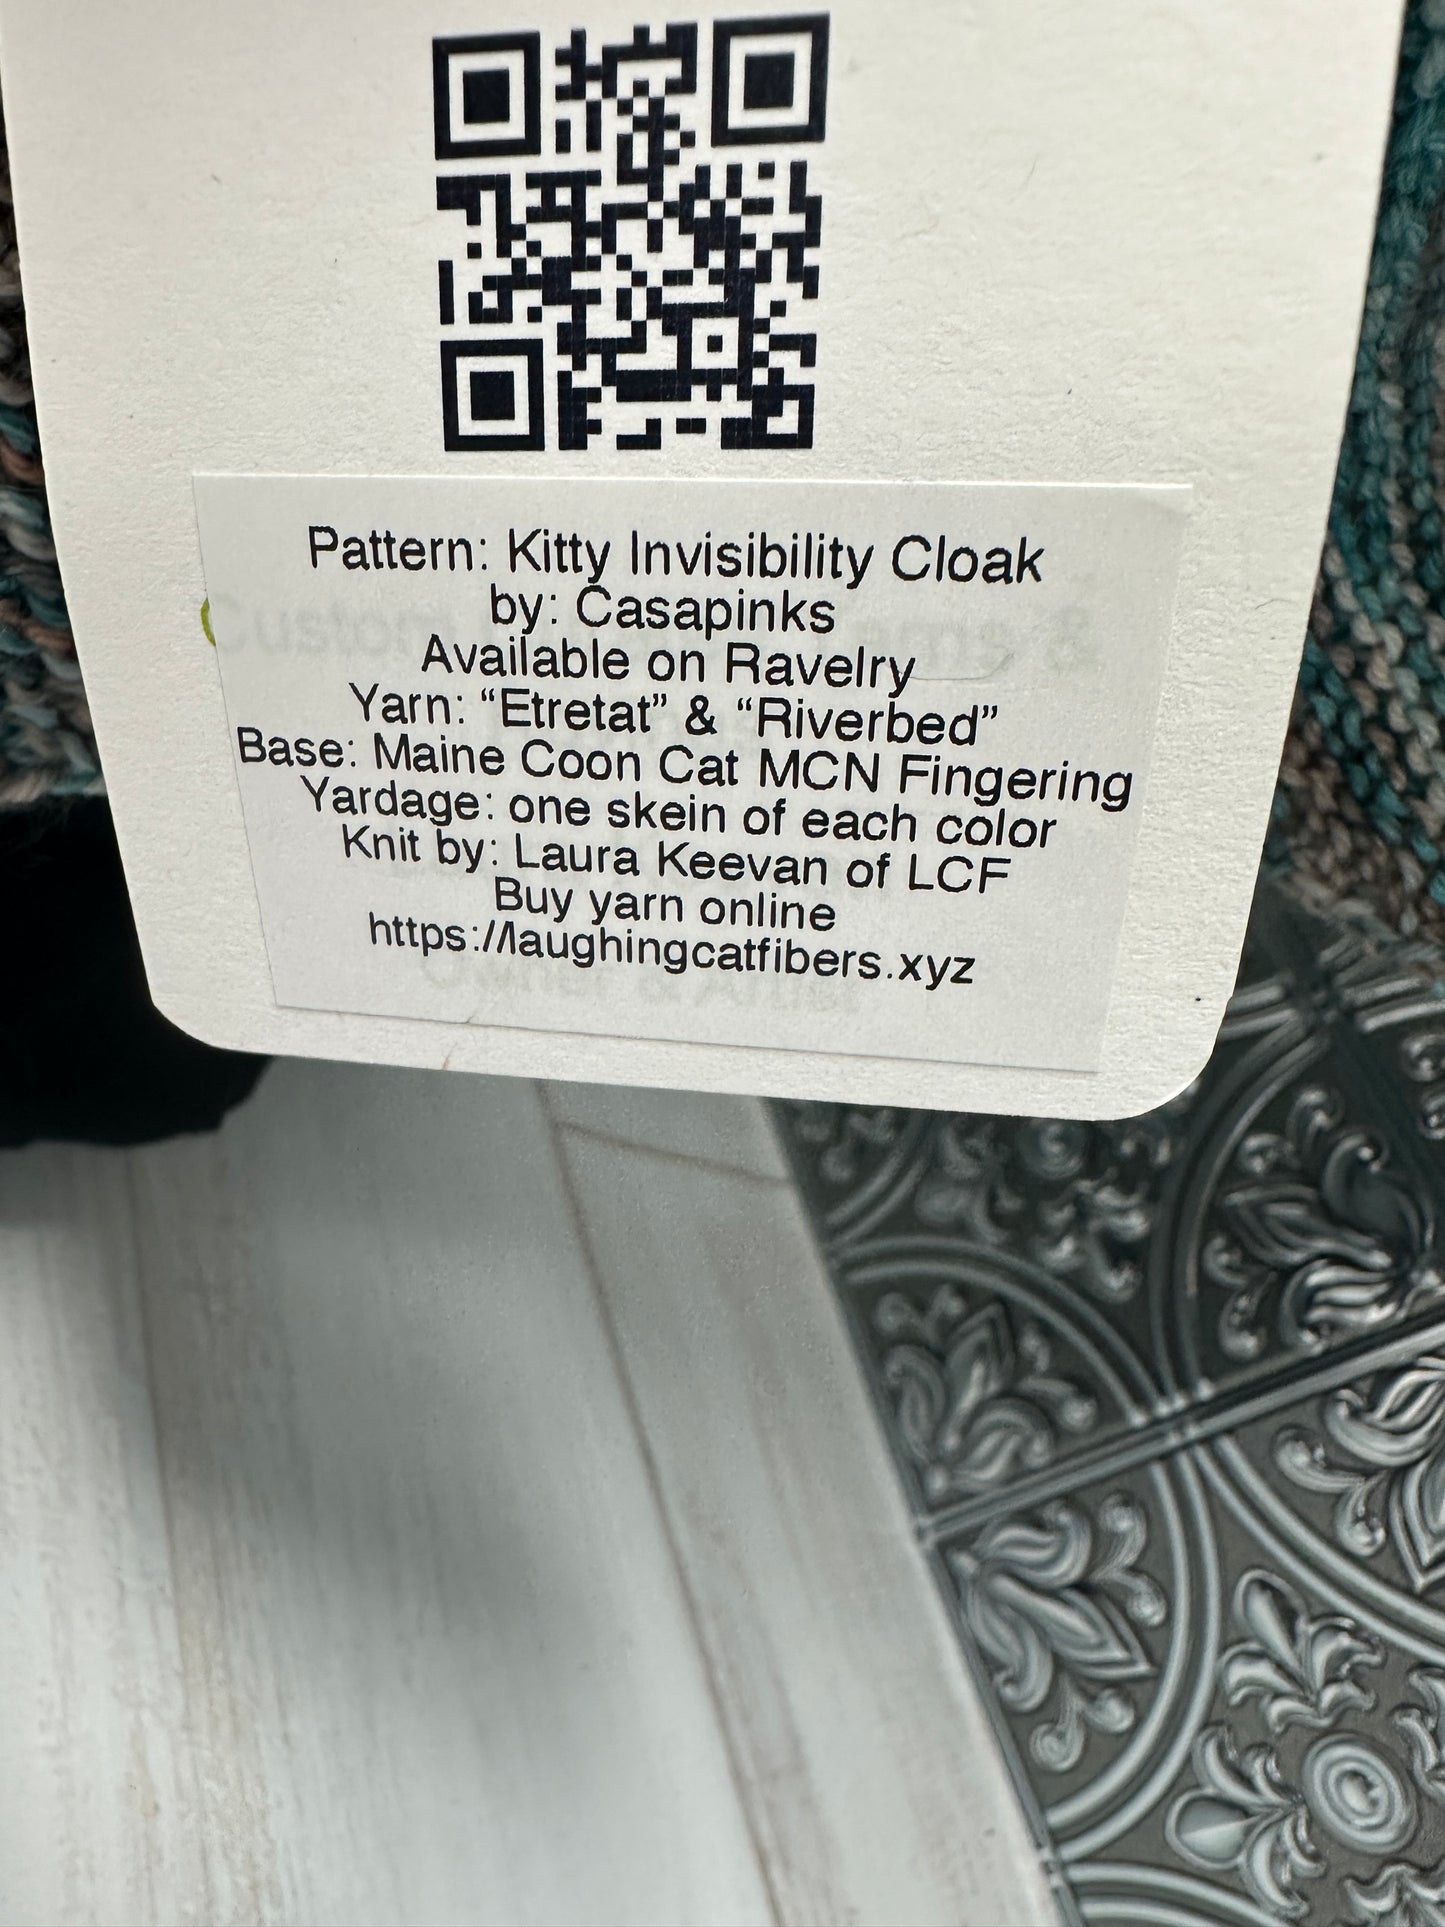 Pattern: Kitty Invisibility Cloak
by: Casapinks
Available on Ravelry
Yarn: “Etretat” & “Riverbed”
Base: Maine Coon Cat MCN Fingering
Yardage: one skein of each color
Knit by: Laura Keevan of LCF
Buy yarn online
https://laughingcatfibers.xyz